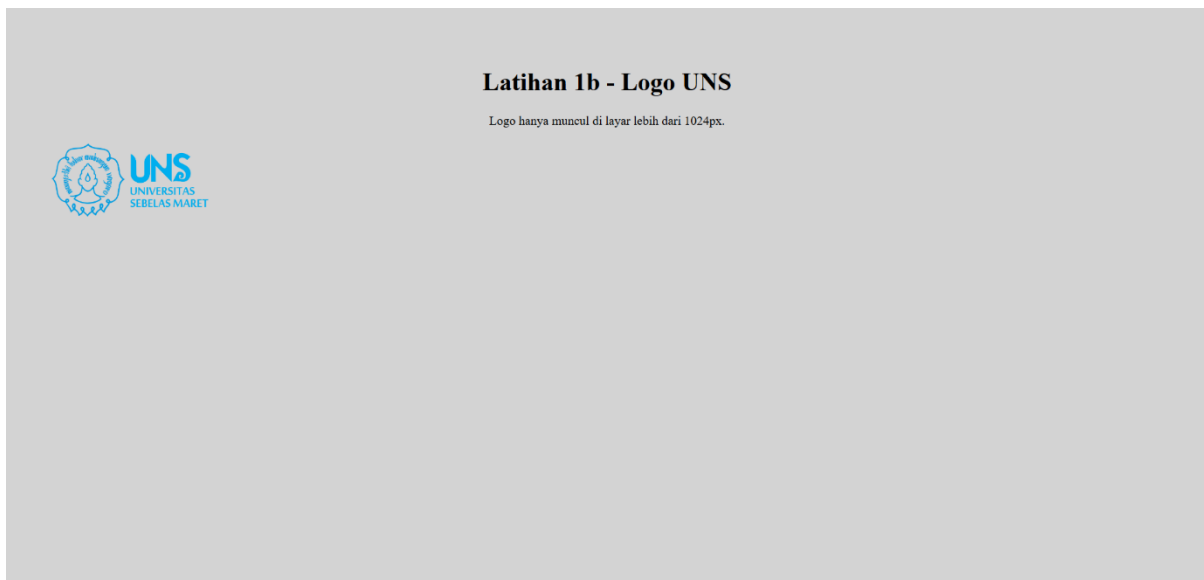 Latihan 1b - Logo UNS
Logo hanya muncul di layar lebih dari 1024px.
UNS
UNIVERSITAS
SEBELAS MARET